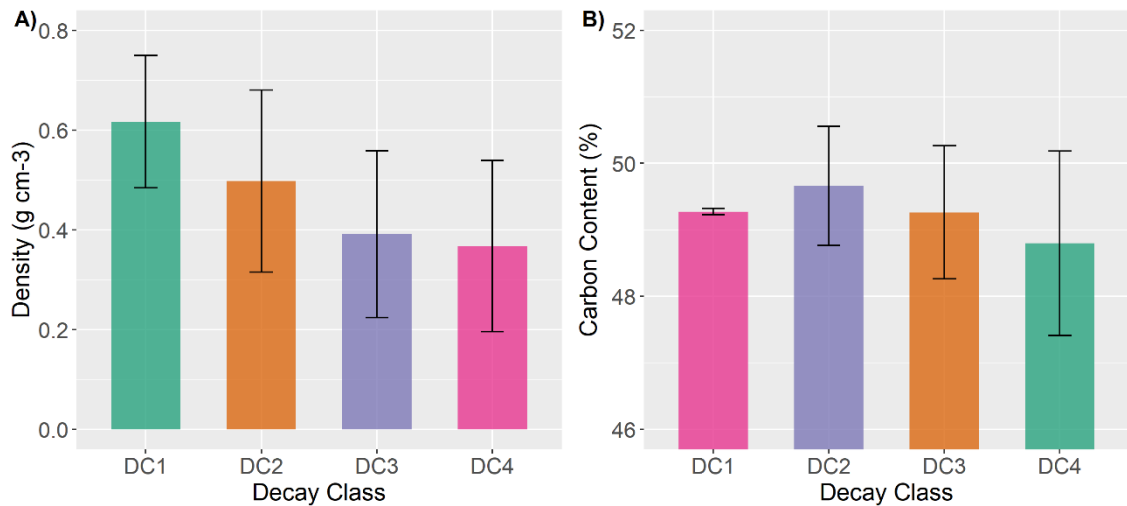 A)
Density (g cm-3)
0.8
0.6
0.4
0.2
0.0
DC1 DC2 DC3 DC4
Decay Class
B)
Carbon Content (%)
52
50
48
46
DC1 DC2 DC3 DC4
Decay Class